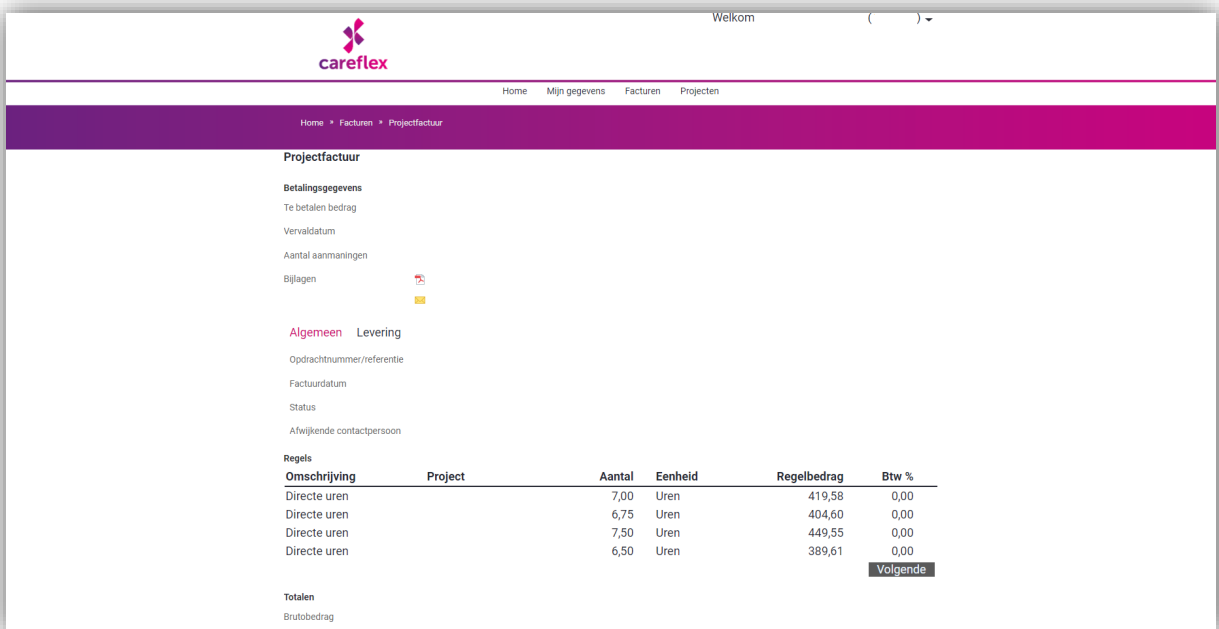 Welkom ( )
careflex
Home Mijn gegevens Facturen Projecten
Home » Facturen » Projectfactuur
Projectfactuur
Betalingsgegevens
Te betalen bedrag
Vervaldatum
Aantal aanmaningen
Bijlagen
Algemeen Levering
Opdrachtnummer/referentie
Factuurdatum
Status
Afwijkende contactpersoon
Regels
Omschrijving Project Aantal Eenheid Regelbedrag Btw %
Directe uren 7,00 Uren 419,58 0,00
Directe uren 6,75 Uren 404,60 0,00
Directe uren 7,50 Uren 449,55 0,00
Directe uren 6,50 Uren 389,61 0,00
Volgende
Totalen
Brutobedrag